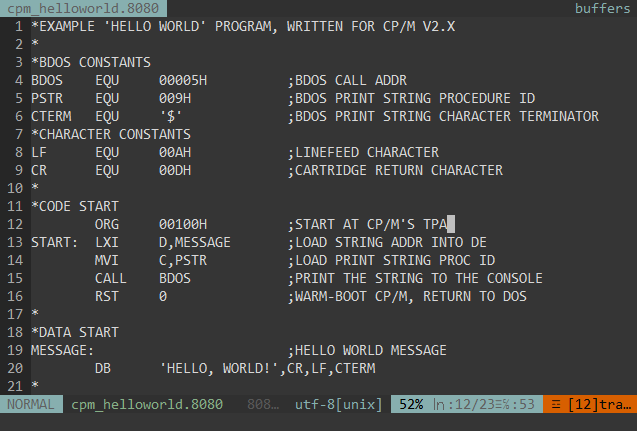 cpm_helloworld.8080 buffers
1 *EXAMPLE 'HELLO WORLD' PROGRAM, WRITTEN FOR CP/M V2.X
2 *
3 *BDOS CONSTANTS
4 BDOS    EQU     00005H          ;BDOS CALL ADDR
5 PSTR    EQU     009H            ;BDOS PRINT STRING PROCEDURE ID
6 CTERM   EQU     '$'             ;BDOS PRINT STRING CHARACTER TERMINATOR
7 *CHARACTER CONSTANTS
8 LF      EQU     00AH            ;LINEFEED CHARACTER
9 CR      EQU     00DH            ;CARTRIDGE RETURN CHARACTER
10 *
11 *CODE START
12         ORG     00100H          ;START AT CP/M'S TPA
13 START:  LXI     D,MESSAGE       ;LOAD STRING ADDR INTO DE
14         MVI     C,PSTR          ;LOAD PRINT STRING PROC ID
15         CALL    BDOS            ;PRINT THE STRING TO THE CONSOLE
16         RST     0               ;WARM-BOOT CP/M, RETURN TO DOS
17 *
18 *DATA START
19 MESSAGE:                        ;HELLO WORLD MESSAGE
20         DB      'HELLO, WORLD!',CR,LF,CTERM
21 *
NORMAL cpm_helloworld.8080 808… utf-8[unix] 52% ㏑:12/23≡℅:53 ☲ [12]tra…